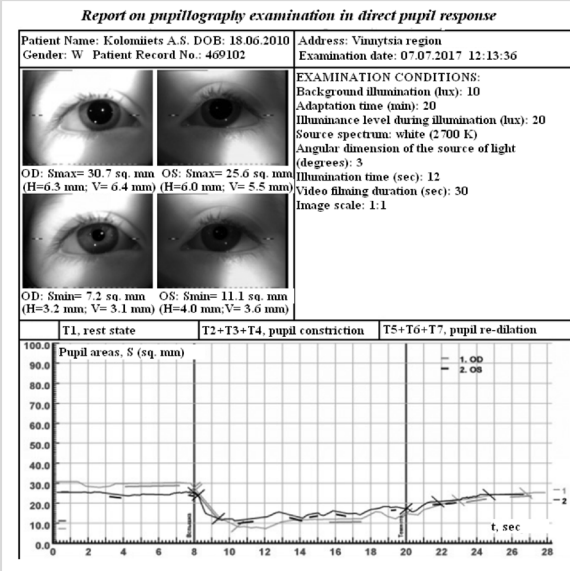 Report on pupillography examination in direct pupil response
Patient Name: Kolomiiets A.S. DOB: 18.06.2010
Gender: W Patient Record No.: 469102
Address: Vinnytsia region
Examination date: 07.07.2017 12:13:36
EXAMINATION CONDITIONS:
Background illumination (lux): 10
Adaptation time (min): 20
Illuminance level during illumination (lux): 20
Source spectrum: white (2700 K)
Angular dimension of the source of light
(degrees): 3
Illumination time (sec): 12
Video filming duration (sec): 30
Image scale: 1:1
OD: Smax= 30.7 sq. mm OS: Smax= 25.6 sq. mm
(H=6.3 mm; V= 6.4 mm) (H=6.0 mm; V= 5.5 mm)
OD: Smin= 7.2 sq. mm OS: Smin= 11.1 sq. mm
(H=3.2 mm; V= 3.1 mm) (H=4.0 mm;V= 3.6 mm)
T1, rest state
T2+T3+T4, pupil constriction
T5+T6+T7, pupil re-dilation
Pupil areas, S (sq. mm)
1. OD
2. OS
100.0
90.0
80.0
70.0
60.0
50.0
40.0
30.0
20.0
10.0
0.0
1
2
t, sec
0 2 4 6 8 10 12 14 16 18 20 22 24 26 28